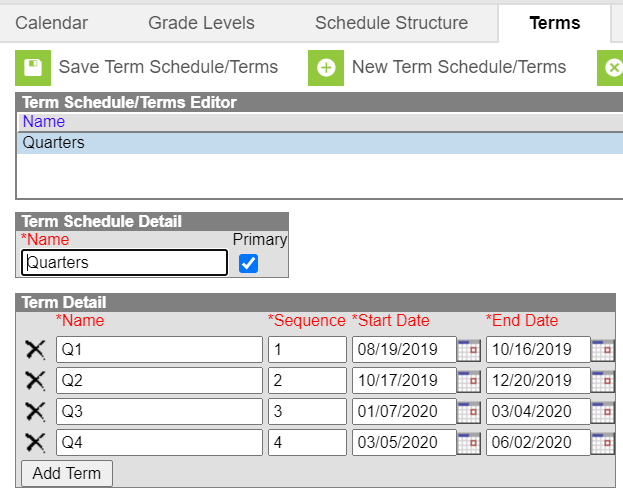 Calendar Grade Levels Schedule Structure Terms
Save Term Schedule/Terms New Term Schedule/Terms
Term Schedule/Terms Editor
Name
Quarters
Term Schedule Detail
*Name Primary
Quarters
Term Detail
*Name *Sequence *Start Date *End Date
Q1 1 08/19/2019 10/16/2019
Q2 2 10/17/2019 12/20/2019
Q3 3 01/07/2020 03/04/2020
Q4 4 03/05/2020 06/02/2020
Add Term